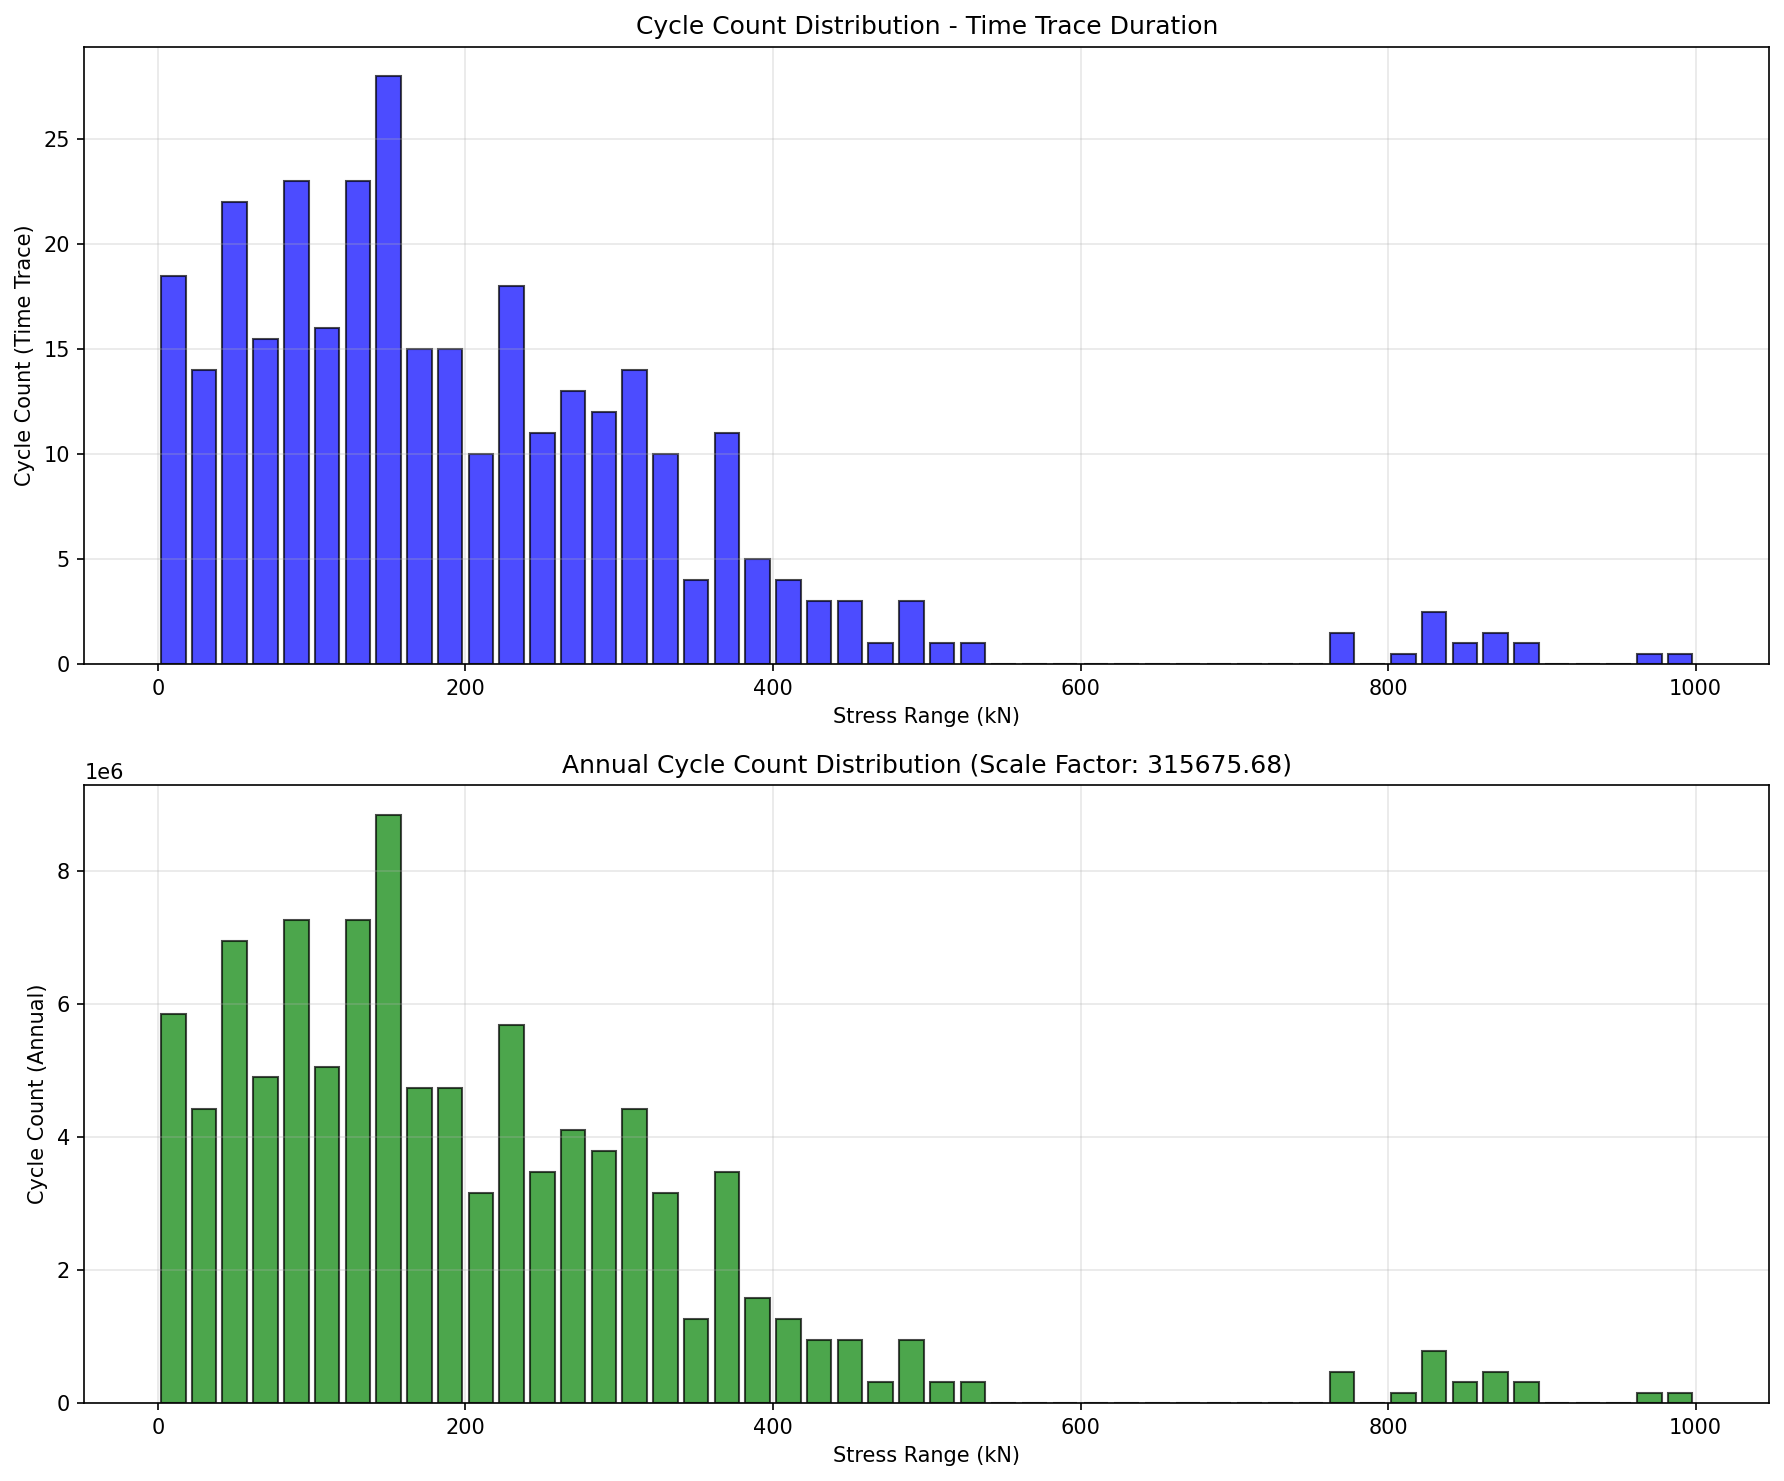 Cycle Count Distribution - Time Trace Duration
Cycle Count (Time Trace)
25
20
15
10
5
0
0 200 400 600 800 1000
Stress Range (kN)
Annual Cycle Count Distribution (Scale Factor: 315675.68)
1e6
Cycle Count (Annual)
8
6
4
2
0
0 200 400 600 800 1000
Stress Range (kN)